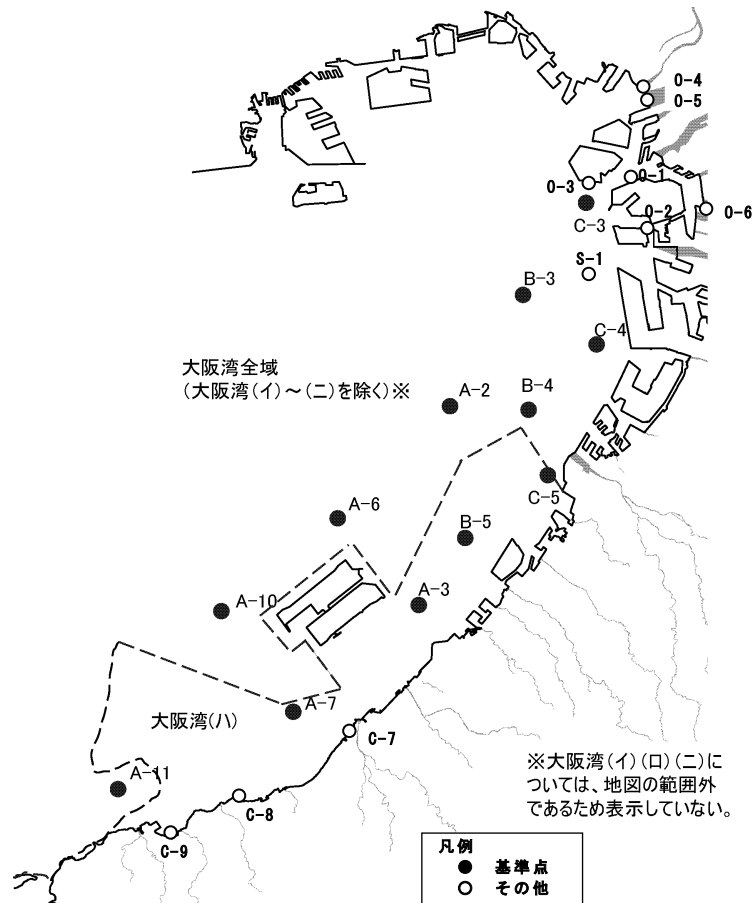 O-4
O-5
O-1
O-3
O-6
O-2
C-3
S-1
B-3
C-4
大阪湾全域
(大阪湾(イ)～(ニ)を除く)※
A-2
B-4
C-5
A-6
B-5
A-3
A-10
A-7
大阪湾(ハ)
C-7
A-11
※大阪湾(イ)(ロ)(ニ)に
ついては、地図の範囲外
であるため表示していない。
C-8
C-9
凡例
● 基準点
○ その他